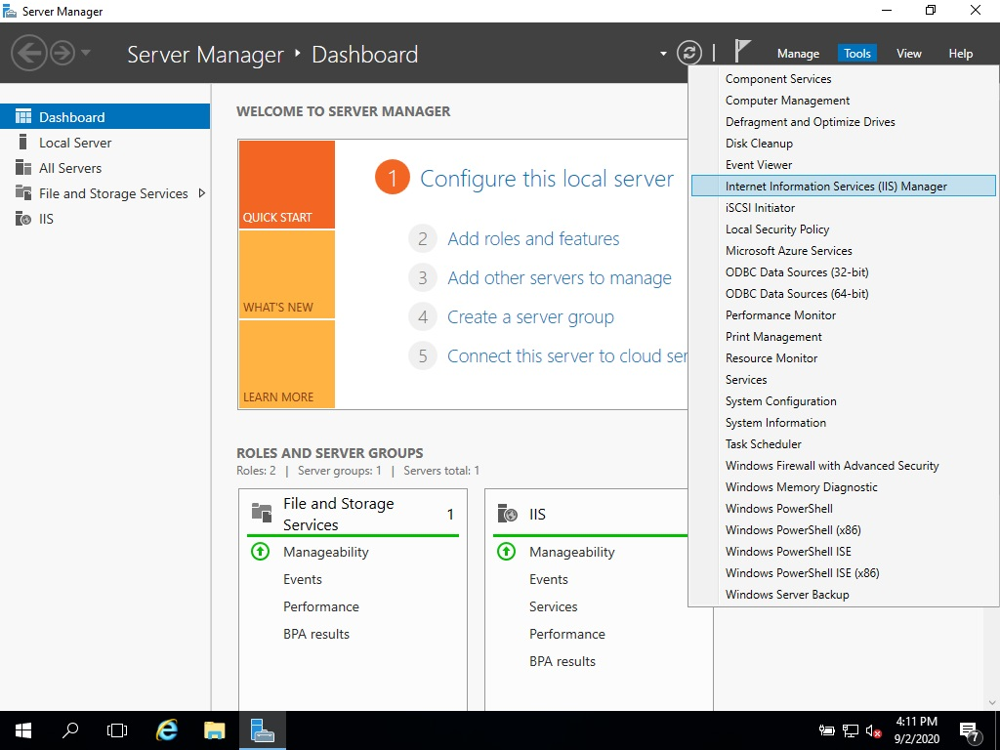 Server Manager
Server Manager ‣ Dashboard
Manage
Tools
View
Help
Dashboard
Local Server
All Servers
File and Storage Services
IIS
WELCOME TO SERVER MANAGER
QUICK START
WHAT'S NEW
LEARN MORE
1 Configure this local server
2 Add roles and features
3 Add other servers to manage
4 Create a server group
5 Connect this server to cloud ser
ROLES AND SERVER GROUPS
Roles: 2 | Server groups: 1 | Servers total: 1
File and Storage
Services
1
Manageability
Events
Performance
BPA results
IIS
Manageability
Events
Services
Performance
BPA results
Component Services
Computer Management
Defragment and Optimize Drives
Disk Cleanup
Event Viewer
Internet Information Services (IIS) Manager
iSCSI Initiator
Local Security Policy
Microsoft Azure Services
ODBC Data Sources (32-bit)
ODBC Data Sources (64-bit)
Performance Monitor
Print Management
Resource Monitor
Services
System Configuration
System Information
Task Scheduler
Windows Firewall with Advanced Security
Windows Memory Diagnostic
Windows PowerShell
Windows PowerShell (x86)
Windows PowerShell ISE
Windows PowerShell ISE (x86)
Windows Server Backup
4:11 PM
9/2/2020
7